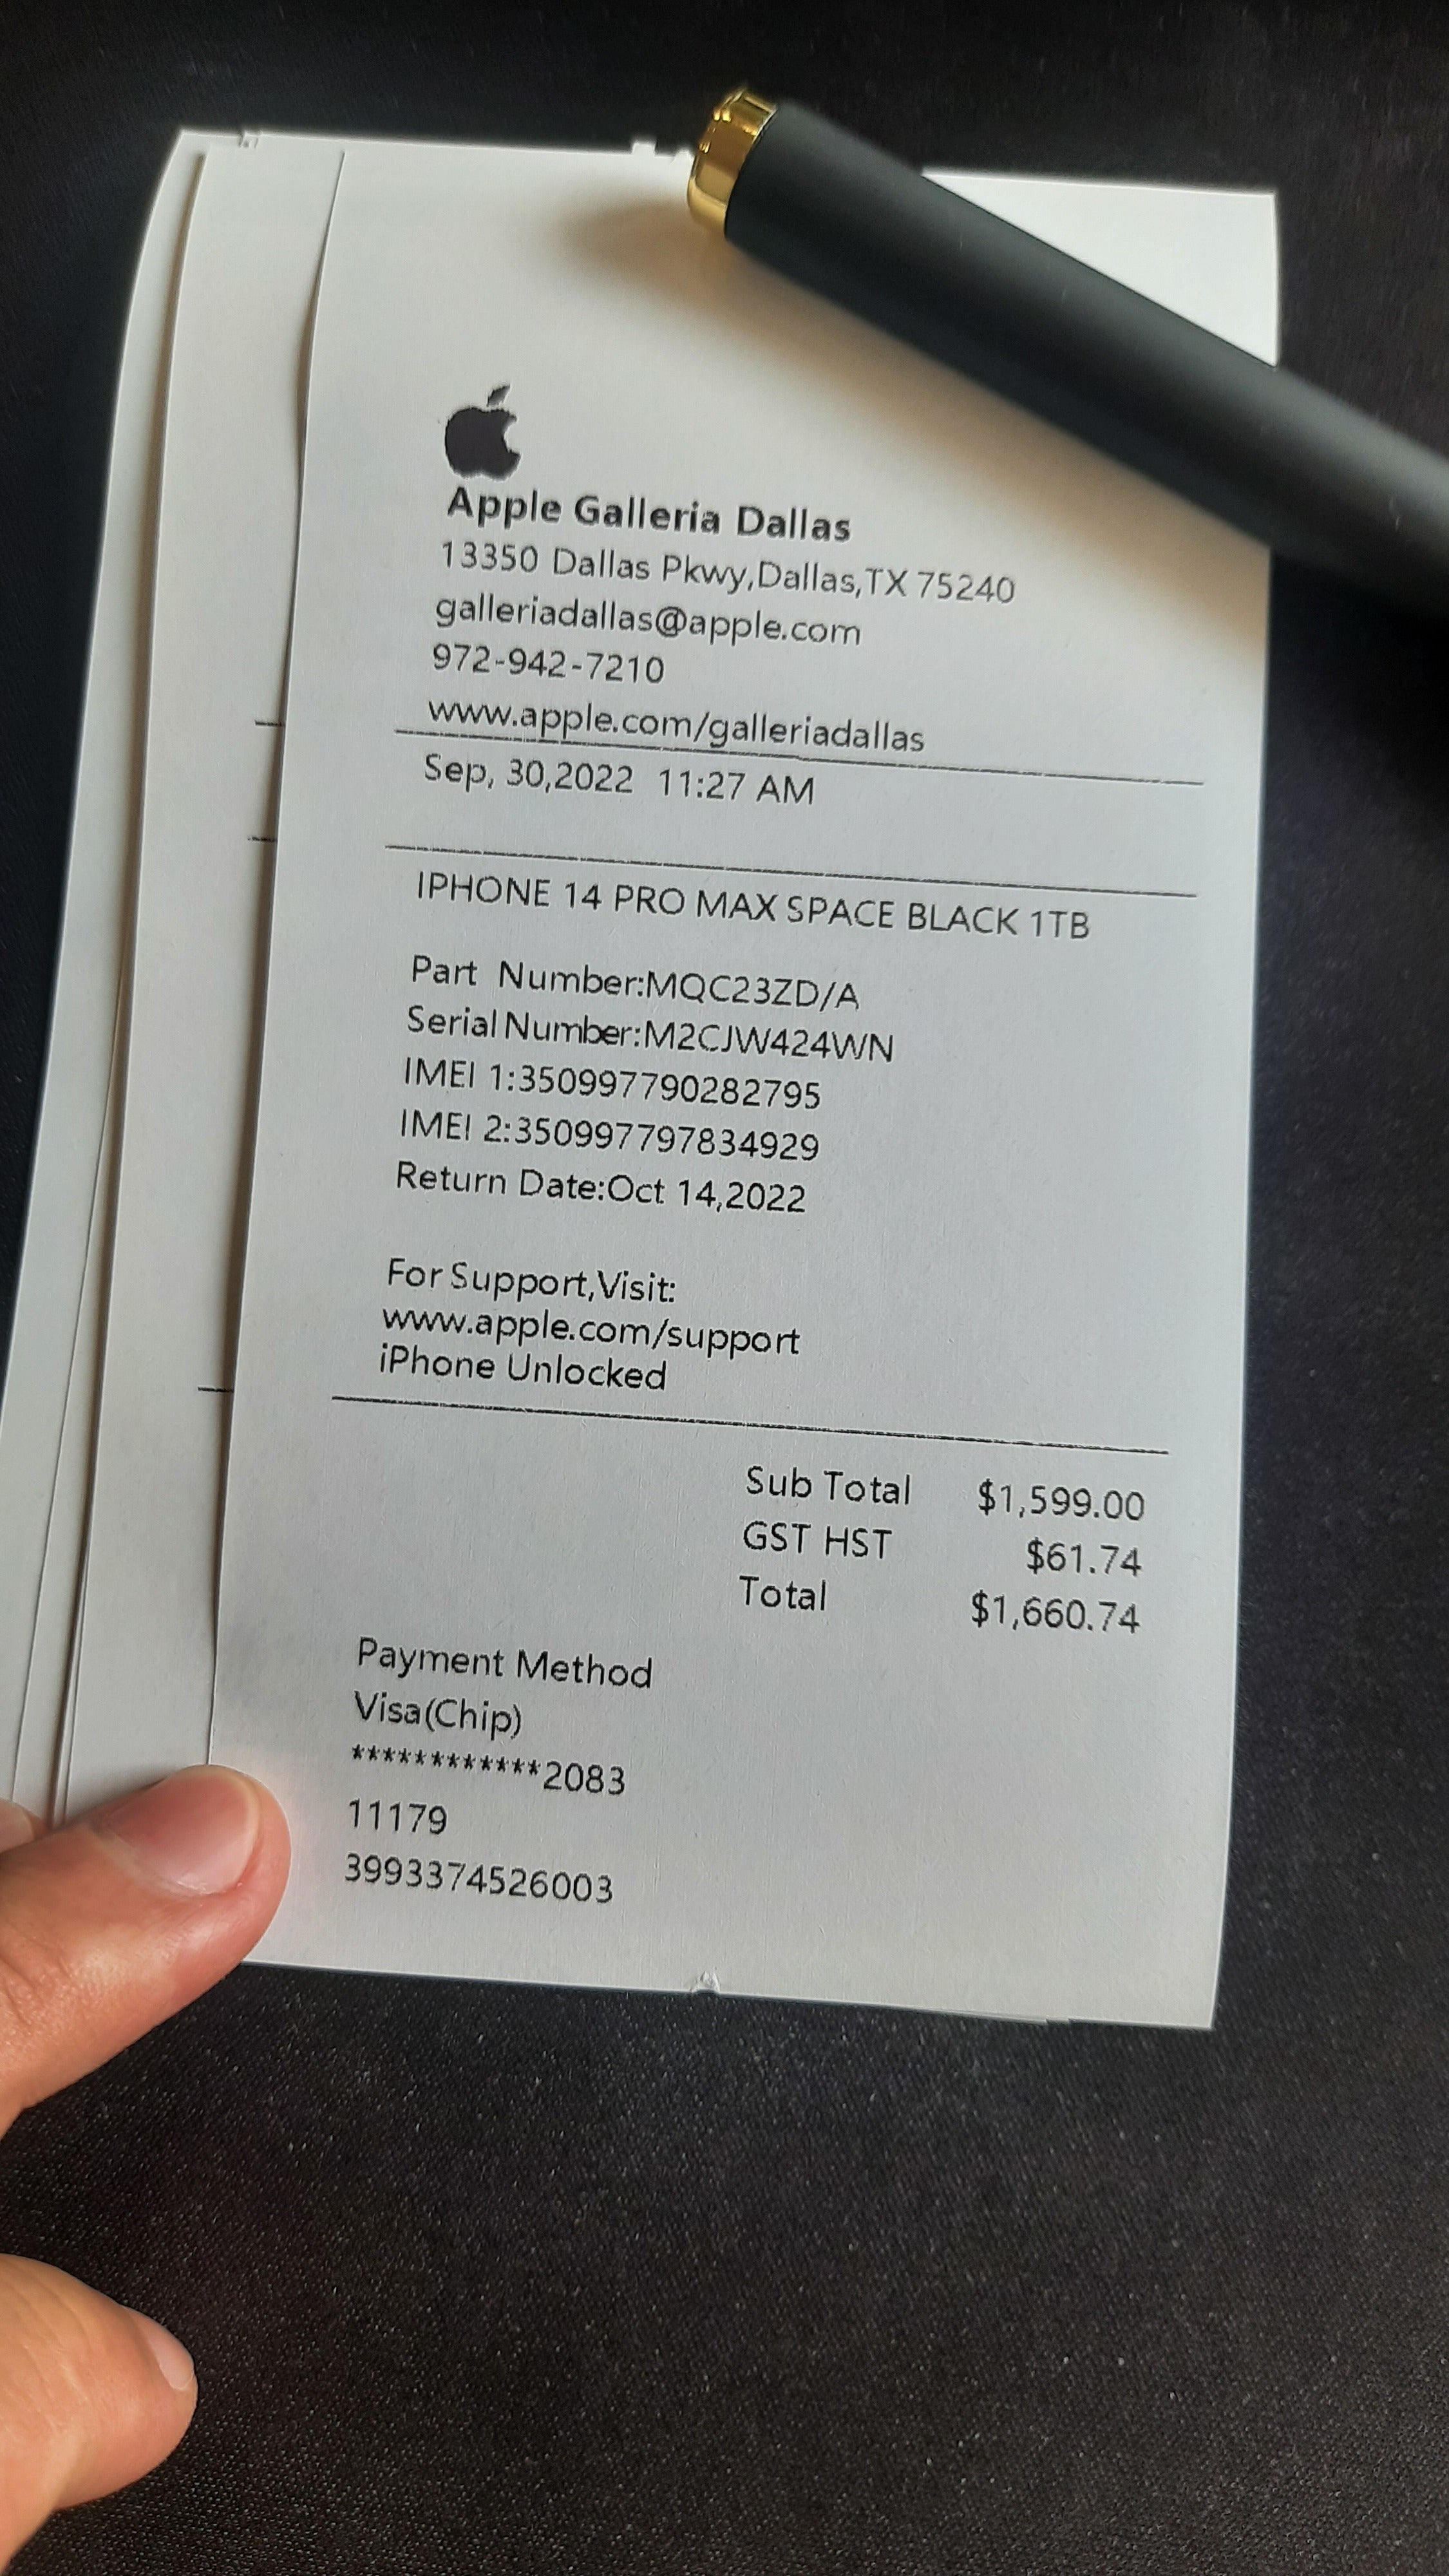 Apple Galleria Dallas
13350 Dallas Pkwy,Dallas,TX 75240
galleriadallas@apple.com
972-942-7210
www.apple.com/galleriadallas
Sep, 30,2022 11:27 AM
IPHONE 14 PRO MAX SPACE BLACK 1TB
Part Number:MQC23ZD/A
Serial Number:M2CJW424WN
IMEI 1:350997790282795
IMEI 2:350997797834929
Return Date:Oct 14,2022
For Support,Visit:
www.apple.com/support
iPhone Unlocked
Sub Total $1,599.00
GST HST $61.74
Total $1,660.74
Payment Method
Visa(Chip)
************2083
11179
3993374526003